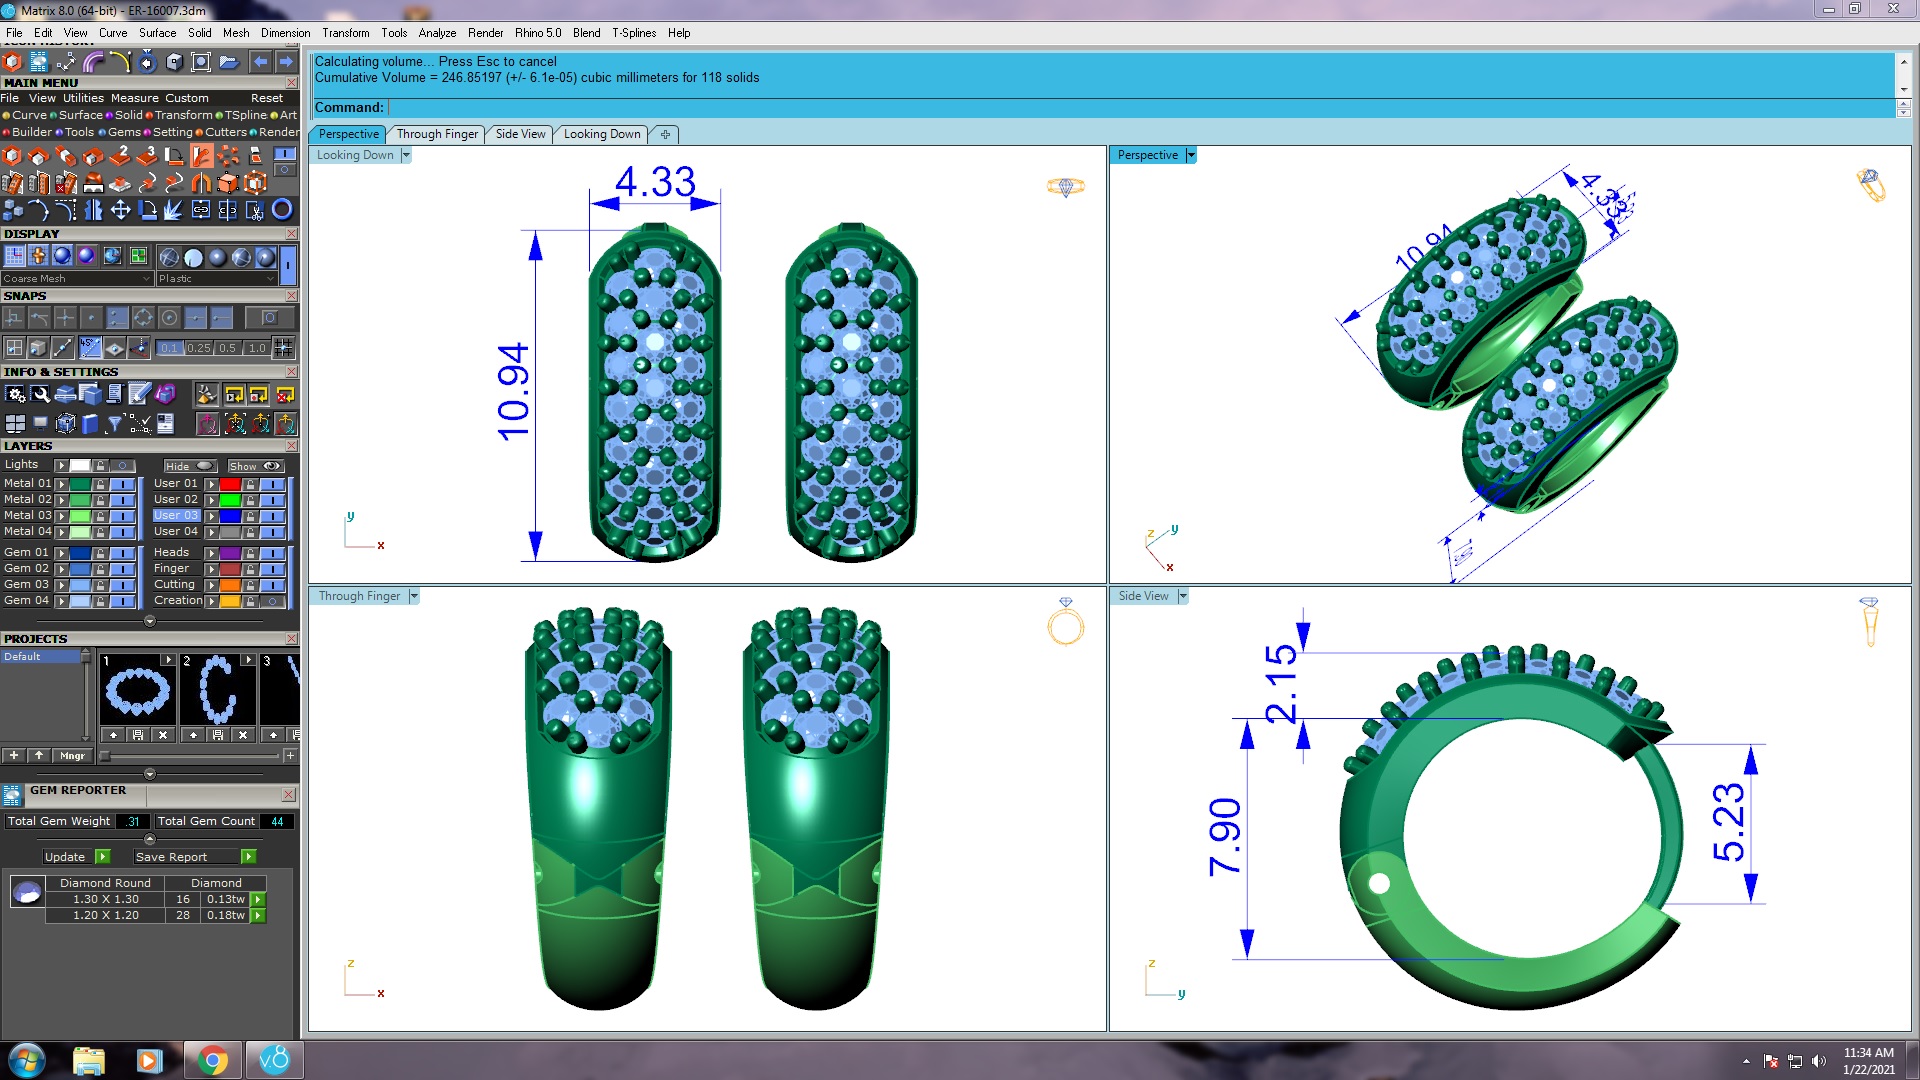 Matrix 8.0 (64-bit) - ER-16007.3dm
File Edit View Curve Surface Solid Mesh Dimension Transform Tools Analyze Render Rhino 5.0 Blend T-Splines Help
Calculating volume... Press Esc to cancel
Cumulative Volume = 246.85197 (+/- 6.1e-05) cubic millimeters for 118 solids
Command:
MAIN MENU
File View Utilities Measure Custom Reset
Curve Surface Solid Transform TSpline Art
Builder Tools Gems Setting Cutters Render
DISPLAY
Coarse Mesh Plastic
SNAPS
45°
0.1 0.25 0.5 1.0
INFO & SETTINGS
LAYERS
Lights Hide Show
Metal 01 User 01
Metal 02 User 02
Metal 03 User 03
Metal 04 User 04
Gem 01 Heads
Gem 02 Finger
Gem 03 Cutting
Gem 04 Creation
PROJECTS
Default
1 2 3
Mngr
GEM REPORTER
Total Gem Weight .31 Total Gem Count 44
Update Save Report
Diamond Round Diamond
1.30 X 1.30 16 0.13tw
1.20 X 1.20 28 0.18tw
Perspective Through Finger Side View Looking Down
Looking Down
4.33
10.94
y
x
Perspective
4.33
10.94
z y
x
Through Finger
z
x
Side View
2.15
7.90
5.23
z
y
v8
11:34 AM
1/22/2021